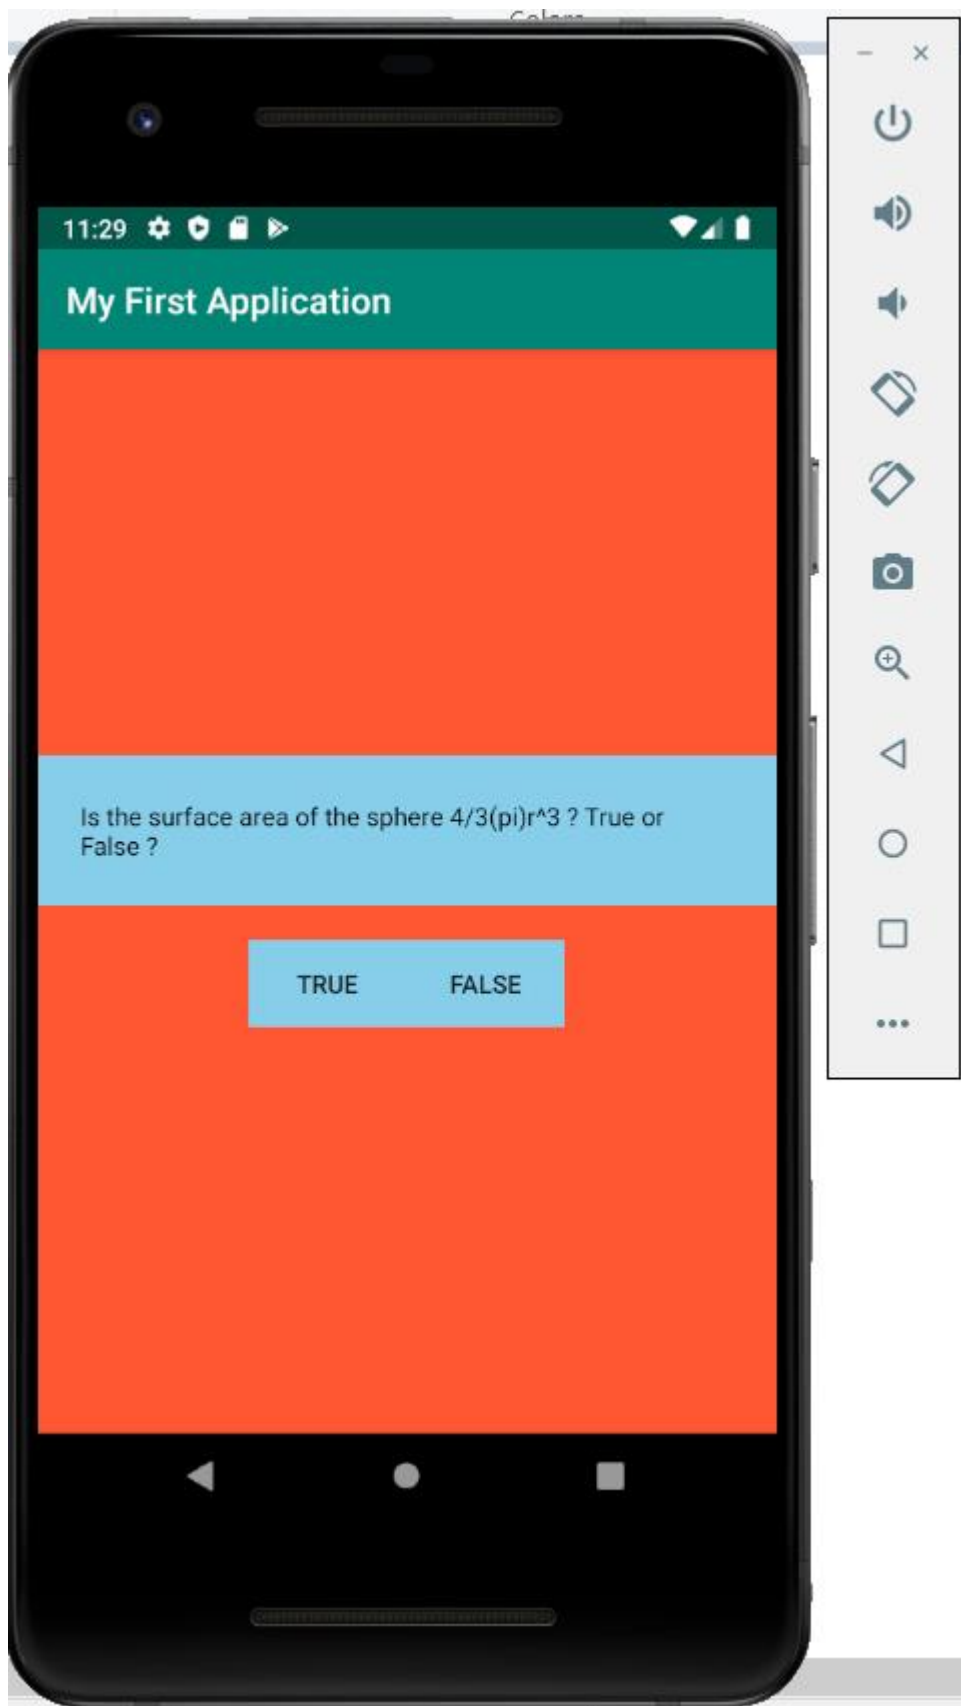 11:29
My First Application
Is the surface area of the sphere 4/3(pi)r^3 ? True or
False ?
TRUE FALSE